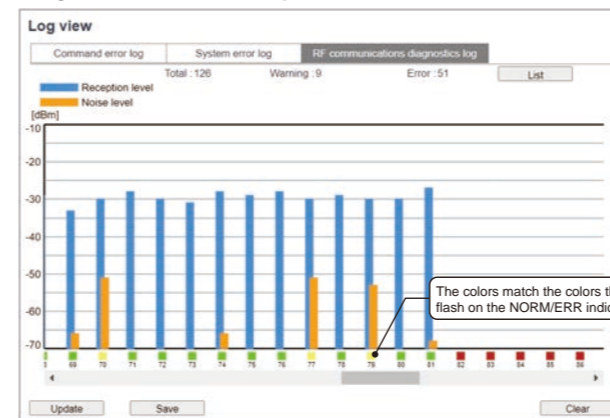 Log view
Command error log System error log RF communications diagnostics log
Total : 126 Warning : 9 Error : 51 List
Reception level
Noise level
[dBm]
-10
-20
-30
-40
-50
-60
-70
The colors match the colors
flash on the NORM/ERR
69 70 71 72 73 74 75 76 77 78 79 80 81 82 83 84 85 86
Update Save Clear